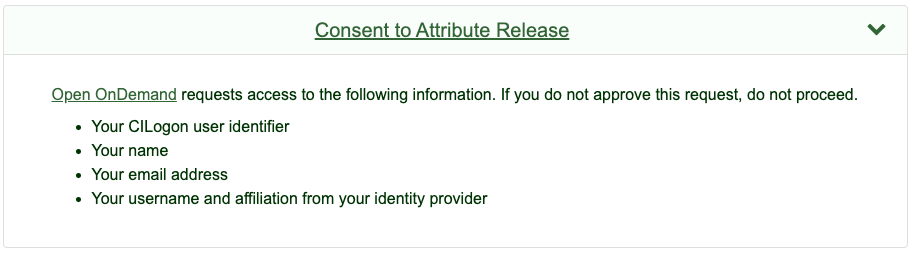 Consent to Attribute Release
Open OnDemand requests access to the following information. If you do not approve this request, do not proceed.
• Your CILogon user identifier
• Your name
• Your email address
• Your username and affiliation from your identity provider